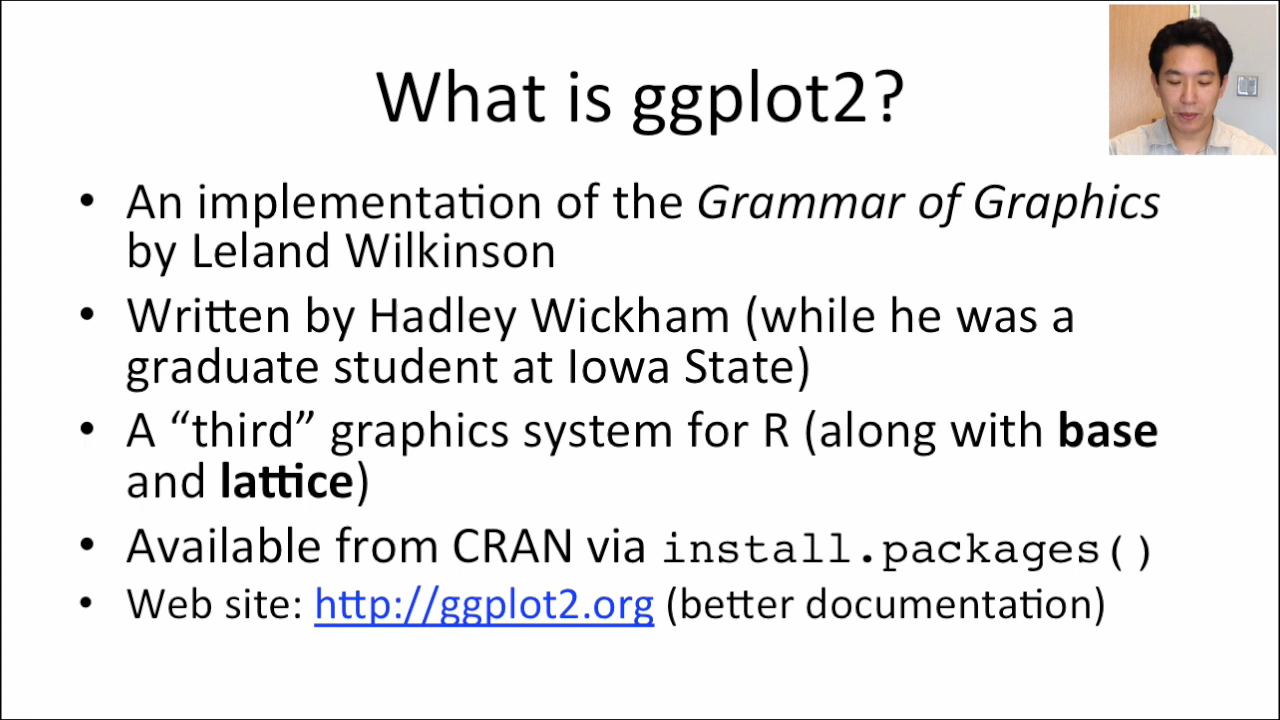 What is ggplot2?
• An implementation of the Grammar of Graphics
by Leland Wilkinson
• Written by Hadley Wickham (while he was a
graduate student at Iowa State)
• A “third” graphics system for R (along with base
and lattice)
• Available from CRAN via install.packages()
• Web site: http://ggplot2.org (better documentation)